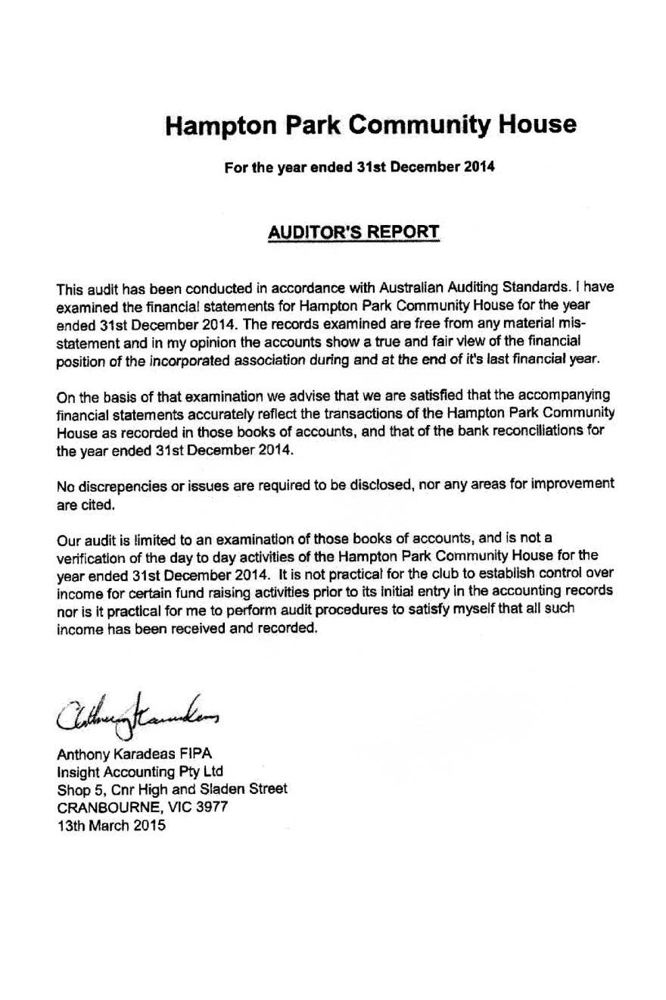 Hampton Park Community House
For the year ended 31st December 2014
AUDITOR'S REPORT
This audit has been conducted in accordance with Australian Auditing Standards. I have
examined the financial statements for Hampton Park Community House for the year
ended 31st December 2014. The records examined are free from any material mis-
statement and in my opinion the accounts show a true and fair view of the financial
position of the incorporated association during and at the end of it's last financial year.
On the basis of that examination we advise that we are satisfied that the accompanying
financial statements accurately reflect the transactions of the Hampton Park Community
House as recorded in those books of accounts, and that of the bank reconciliations for
the year ended 31st December 2014.
No discrepencies or issues are required to be disclosed, nor any areas for improvement
are cited.
Our audit is limited to an examination of those books of accounts, and is not a
verification of the day to day activities of the Hampton Park Community House for the
year ended 31st December 2014. It is not practical for the club to establish control over
income for certain fund raising activities prior to its initial entry in the accounting records
nor is it practical for me to perform audit procedures to satisfy myself that all such
income has been received and recorded.
Anthony Karadeas FIPA
Insight Accounting Pty Ltd
Shop 5, Cnr High and Sladen Street
CRANBOURNE, VIC 3977
13th March 2015